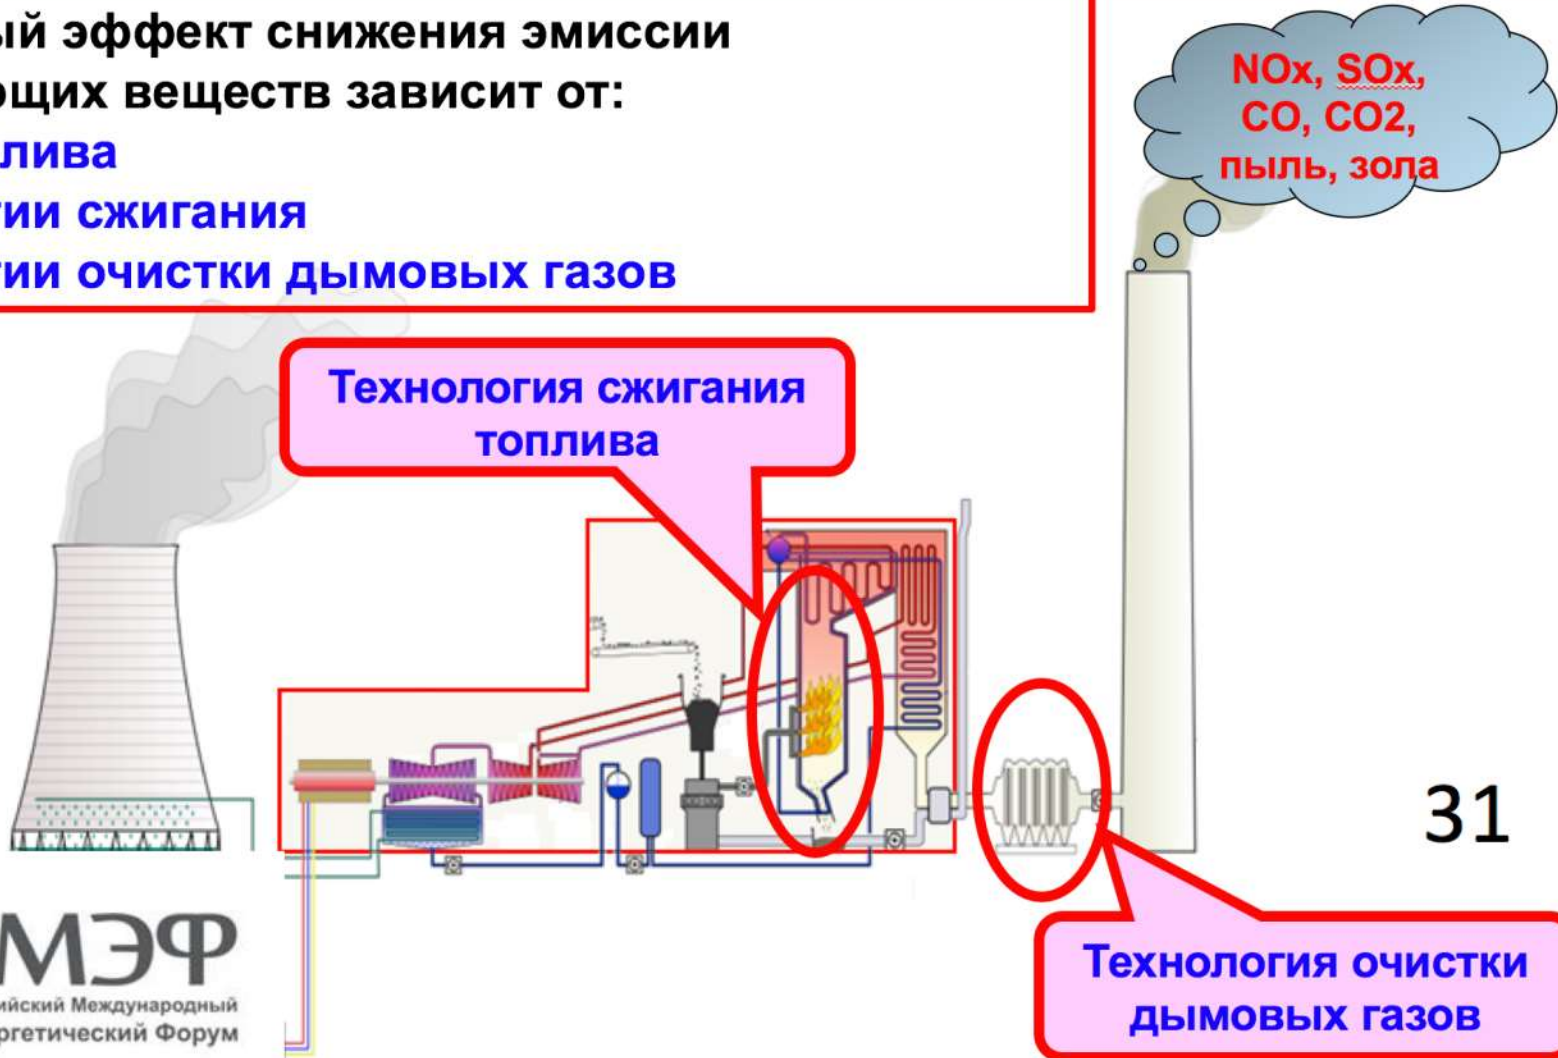 ый эффект снижения эмиссии
ющих веществ зависит от:
лива
гии сжигания
гии очистки дымовых газов
NOx, SOx,
CO, CO2,
пыль, зола
Технология сжигания
топлива
31
МЭФ
ийский Международный
ргетический Форум
Технология очистки
дымовых газов